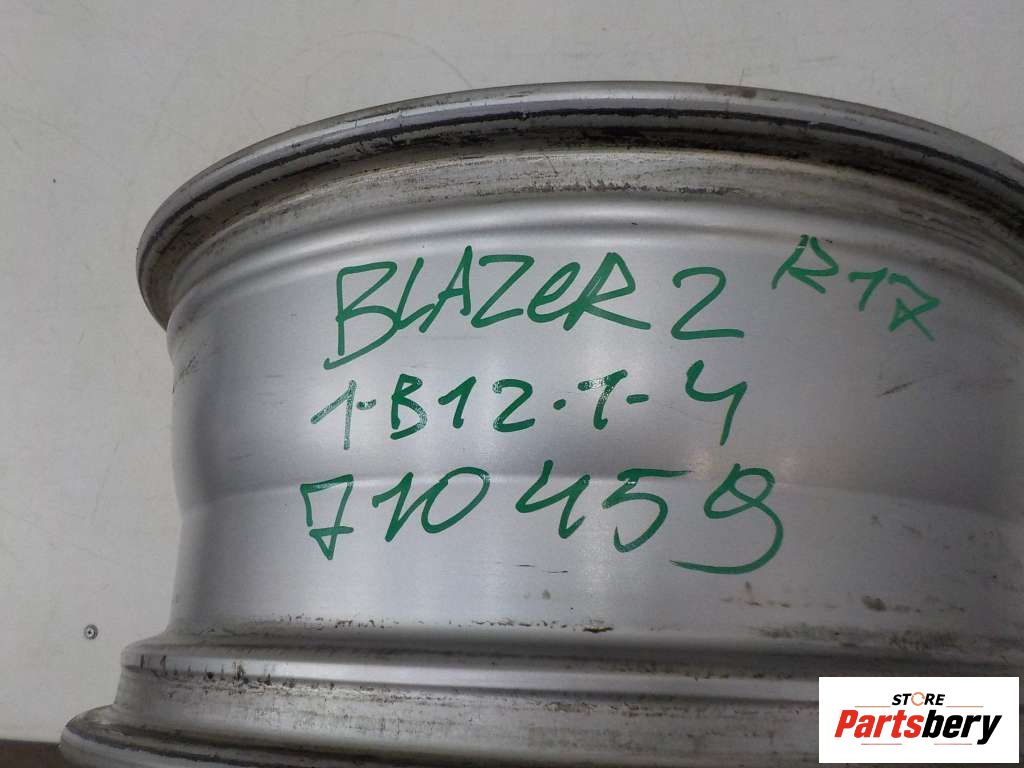 BLAZeR 2 R17
1-B12.1-4
710459
STORE
Partsbery